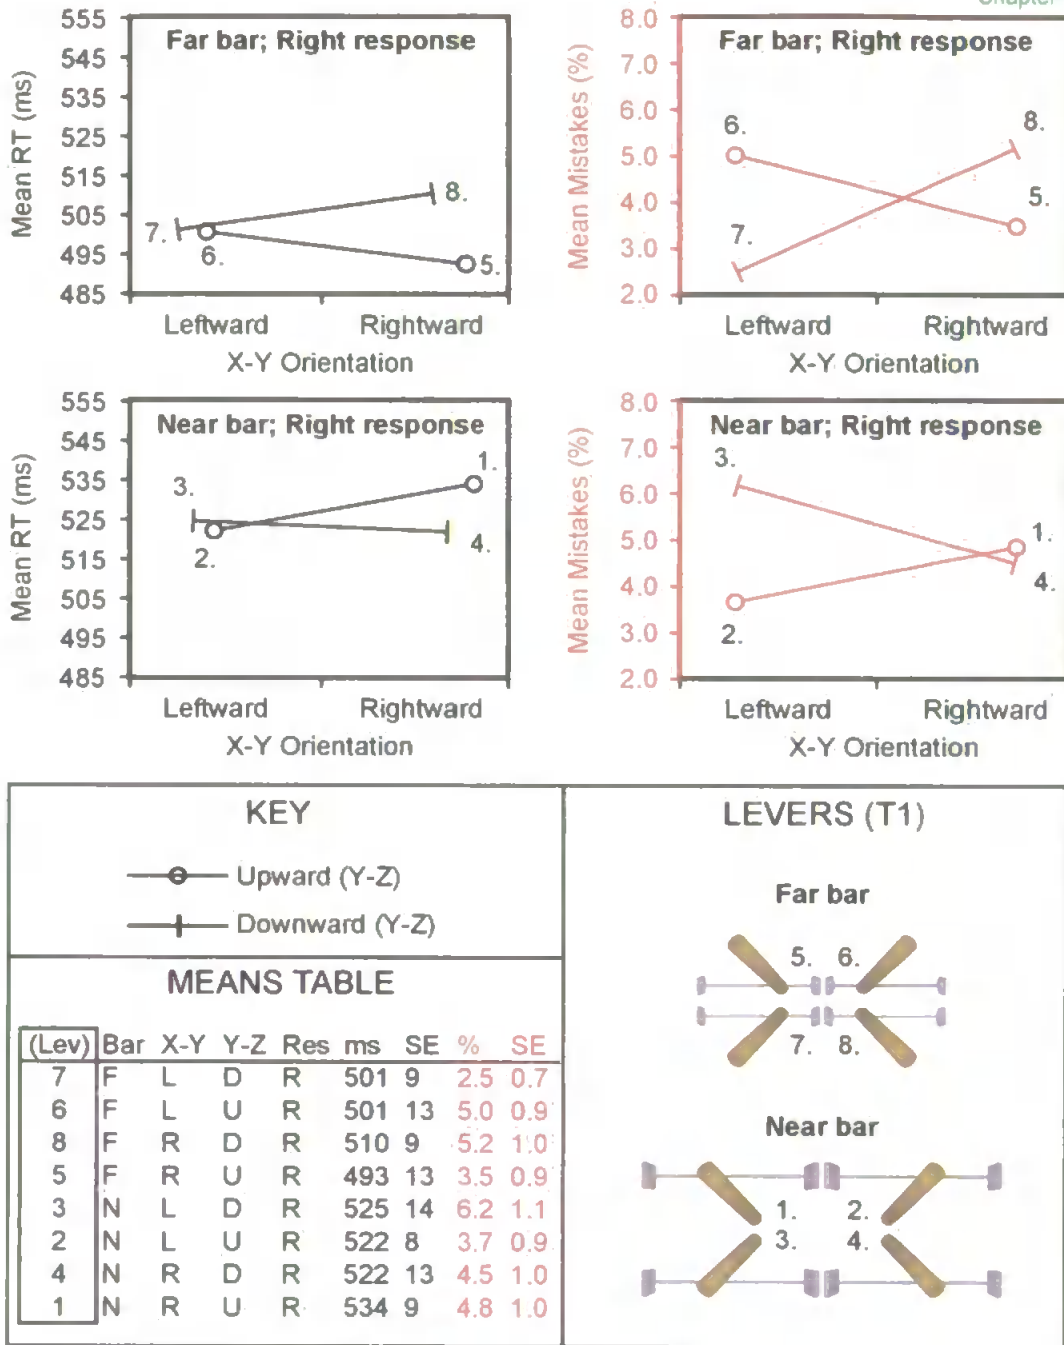 Chapter
Far bar; Right response
Mean RT (ms)
555
545
535
525
515
505
495
485
7.
6.
8.
5.
Leftward Rightward
X-Y Orientation
Far bar; Right response
Mean Mistakes (%)
8.0
7.0
6.0
5.0
4.0
3.0
2.0
6.
7.
8.
5.
Leftward Rightward
X-Y Orientation
Near bar; Right response
Mean RT (ms)
555
545
535
525
515
505
495
485
3.
2.
1.
4.
Leftward Rightward
X-Y Orientation
Near bar; Right response
Mean Mistakes (%)
8.0
7.0
6.0
5.0
4.0
3.0
2.0
3.
2.
1.
4.
Leftward Rightward
X-Y Orientation
KEY
Upward (Y-Z)
Downward (Y-Z)
MEANS TABLE
(Lev) Bar X-Y Y-Z Res ms SE % SE
7 F L D R 501 9 2.5 0.7
6 F L U R 501 13 5.0 0.9
8 F R D R 510 9 5.2 1.0
5 F R U R 493 13 3.5 0.9
3 N L D R 525 14 6.2 1.1
2 N L U R 522 8 3.7 0.9
4 N R D R 522 13 4.5 1.0
1 N R U R 534 9 4.8 1.0
LEVERS (T1)
Far bar
5. 6.
7. 8.
Near bar
1. 2.
3. 4.